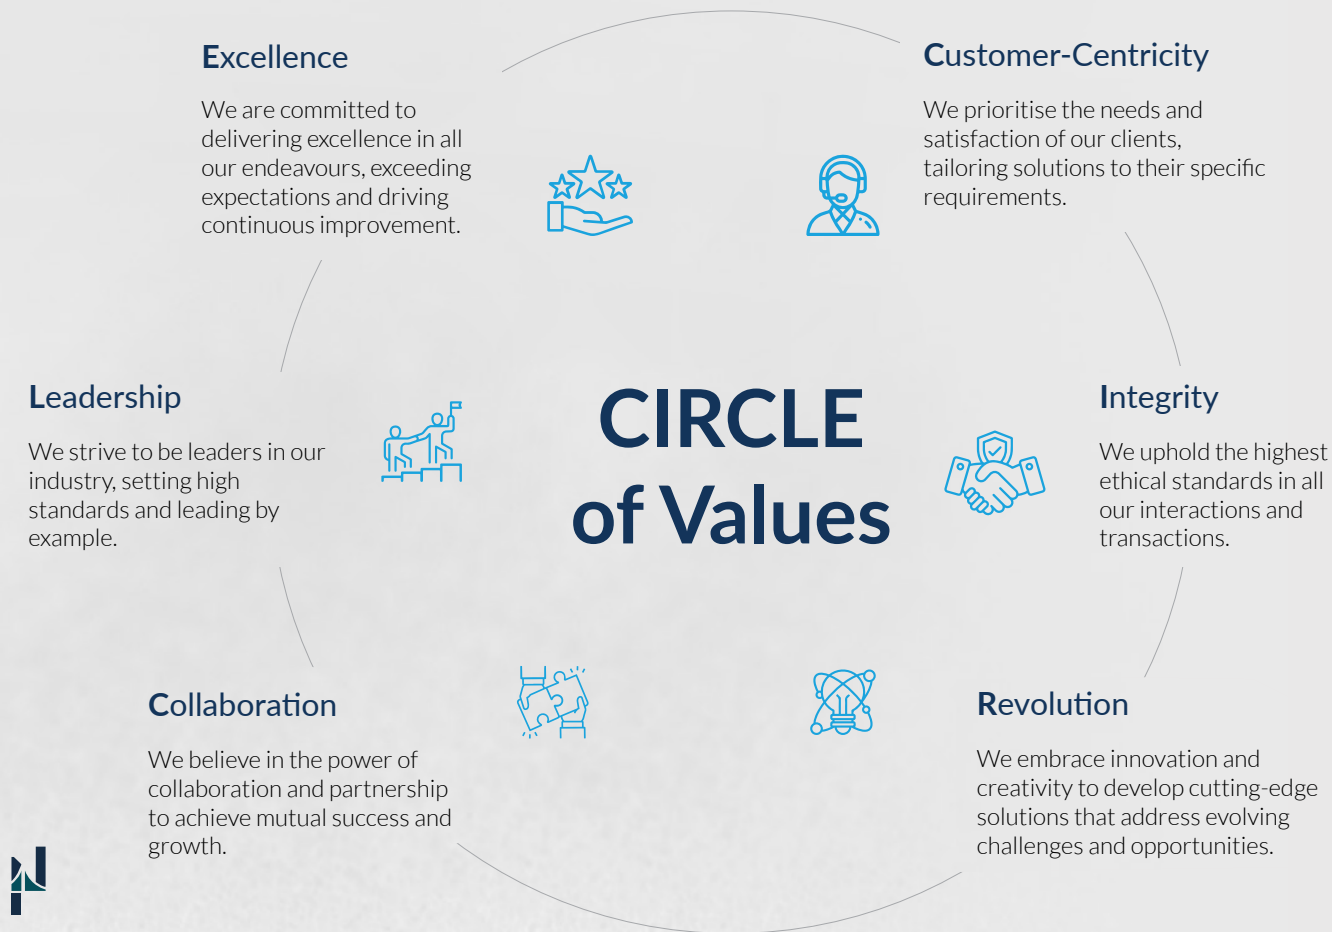 Excellence
We are committed to
delivering excellence in all
our endeavours, exceeding
expectations and driving
continuous improvement.
Customer-Centricity
We prioritise the needs and
satisfaction of our clients,
tailoring solutions to their specific
requirements.
Leadership
We strive to be leaders in our
industry, setting high
standards and leading by
example.
CIRCLE
of Values
Integrity
We uphold the highest
ethical standards in all
our interactions and
transactions.
Collaboration
We believe in the power of
collaboration and partnership
to achieve mutual success and
growth.
Revolution
We embrace innovation and
creativity to develop cutting-edge
solutions that address evolving
challenges and opportunities.